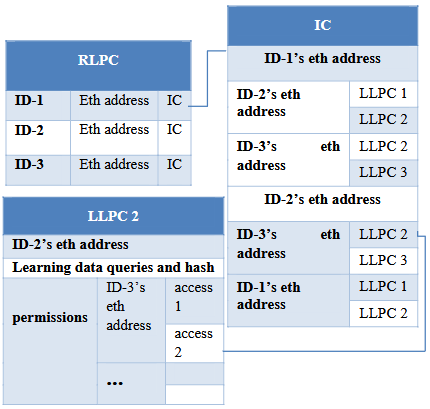 RLPC
ID-1 Eth address IC
ID-2 Eth address IC
ID-3 Eth address IC
IC
ID-1's eth address
ID-2's eth address LLPC 1
LLPC 2
ID-3's eth address LLPC 2
LLPC 3
ID-2's eth address
ID-3's eth address LLPC 2
LLPC 3
ID-1's eth address LLPC 1
LLPC 2
LLPC 2
ID-2's eth address
Learning data queries and hash
permissions
ID-3's
eth
address
access
1
access
2
...